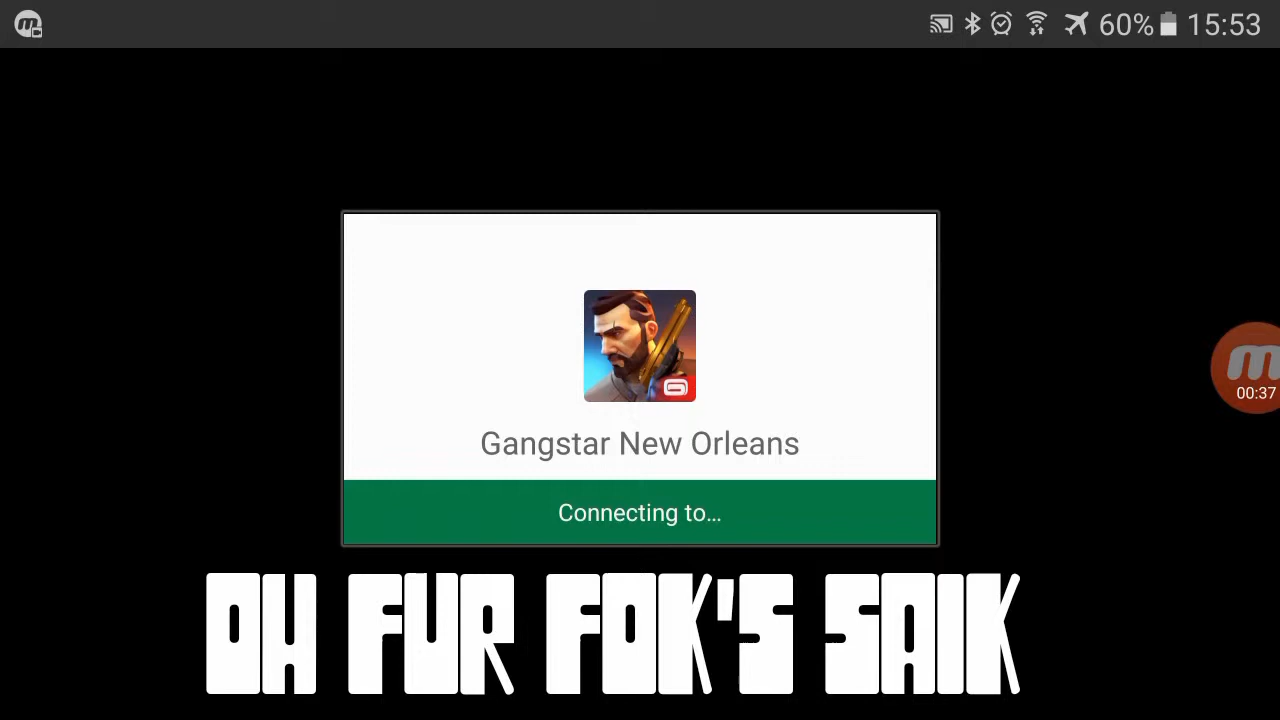 60% 15:53
00:37
Gangstar New Orleans
Connecting to…
OH FUR FOK'S SAIK